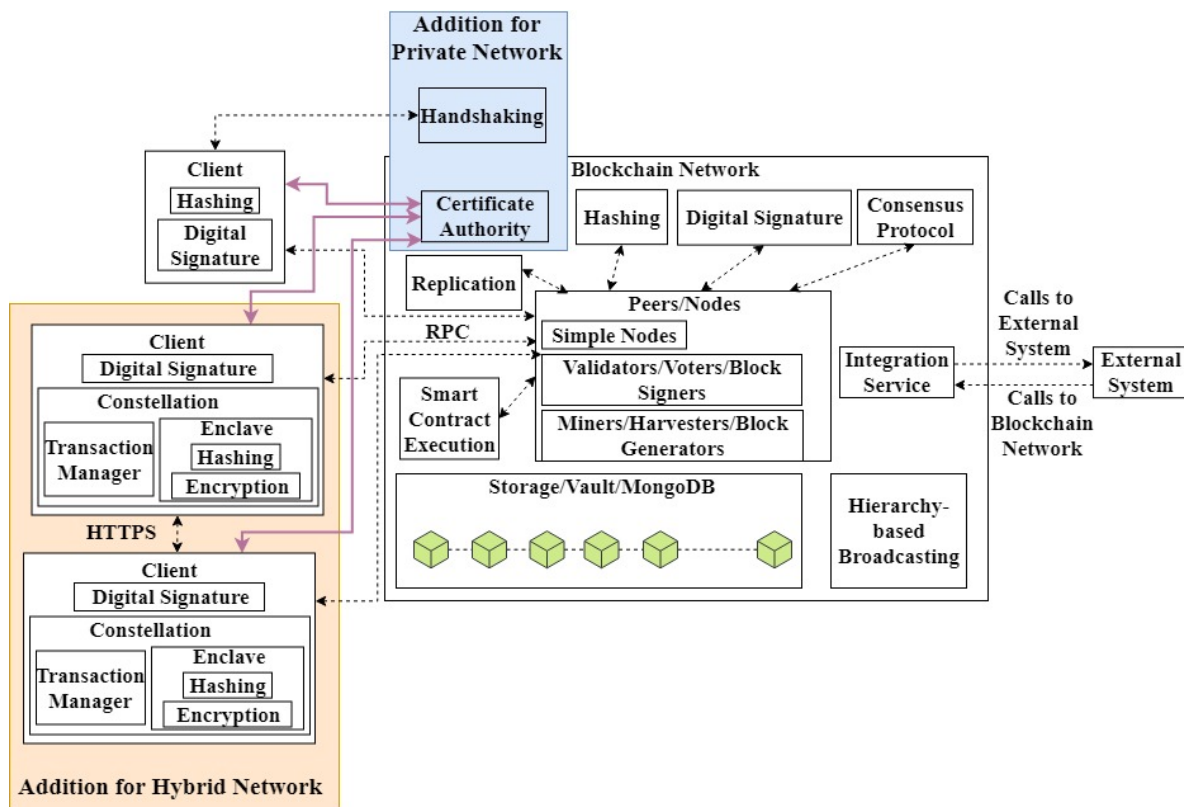 Addition for
Private Network
Handshaking
Certificate
Authority
Client
Hashing
Digital
Signature
Blockchain Network
Hashing
Digital Signature
Consensus
Protocol
Replication
Peers/Nodes
Simple Nodes
Validators/Voters/Block
Signers
Miners/Harvesters/Block
Generators
RPC
Smart
Contract
Execution
Storage/Vault/MongoDB
Hierarchy-
based
Broadcasting
Integration
Service
Calls to
External
System
External
System
Calls to
Blockchain
Network
Client
Digital Signature
Constellation
Transaction
Manager
Enclave
Hashing
Encryption
HTTPS
Client
Digital Signature
Constellation
Transaction
Manager
Enclave
Hashing
Encryption
Addition for Hybrid Network